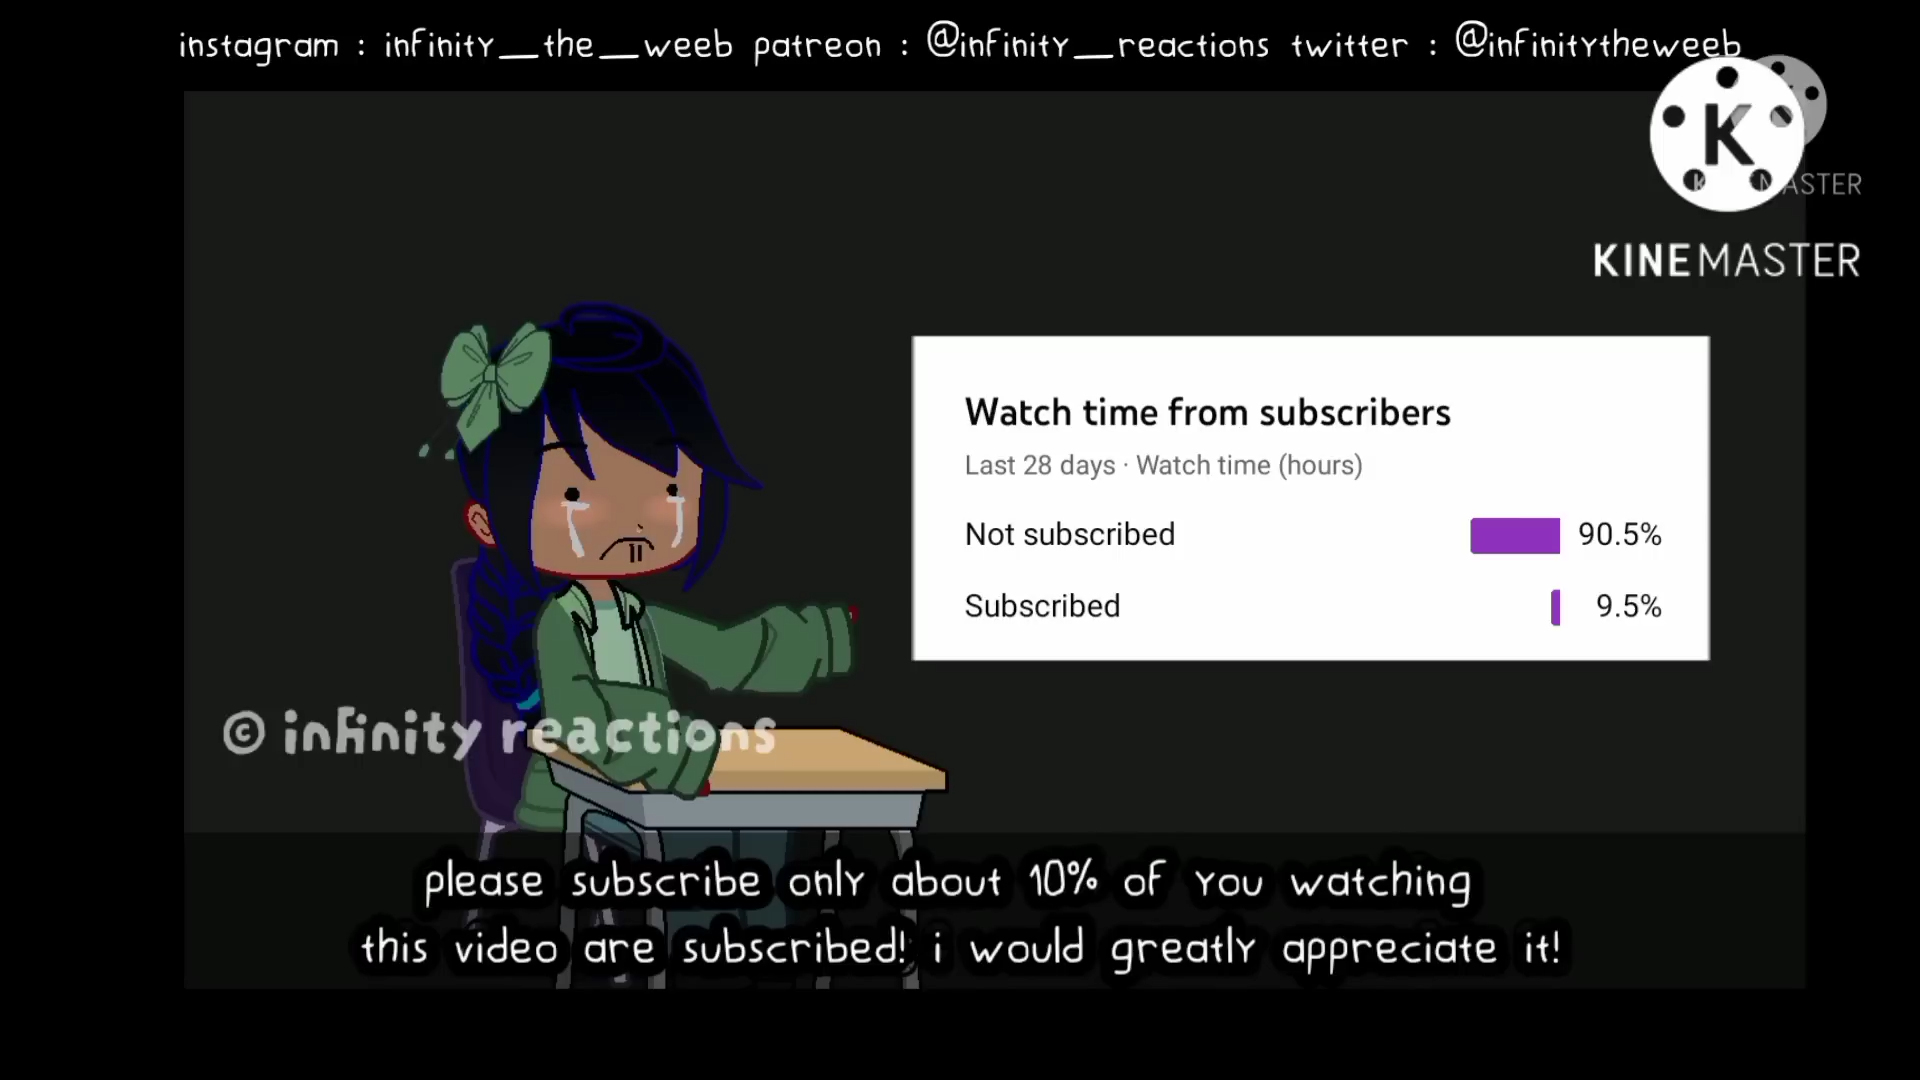 instagram : infinity__the__weeb patreon : @infinity__reactions twitter : @infinitytheweeb
K
KINEMASTER
KINEMASTER
Watch time from subscribers
Last 28 days · Watch time (hours)
Not subscribed 90.5%
Subscribed 9.5%
© infinity reactions
please subscribe only about 10% of you watching
this video are subscribed! i would greatly appreciate it!